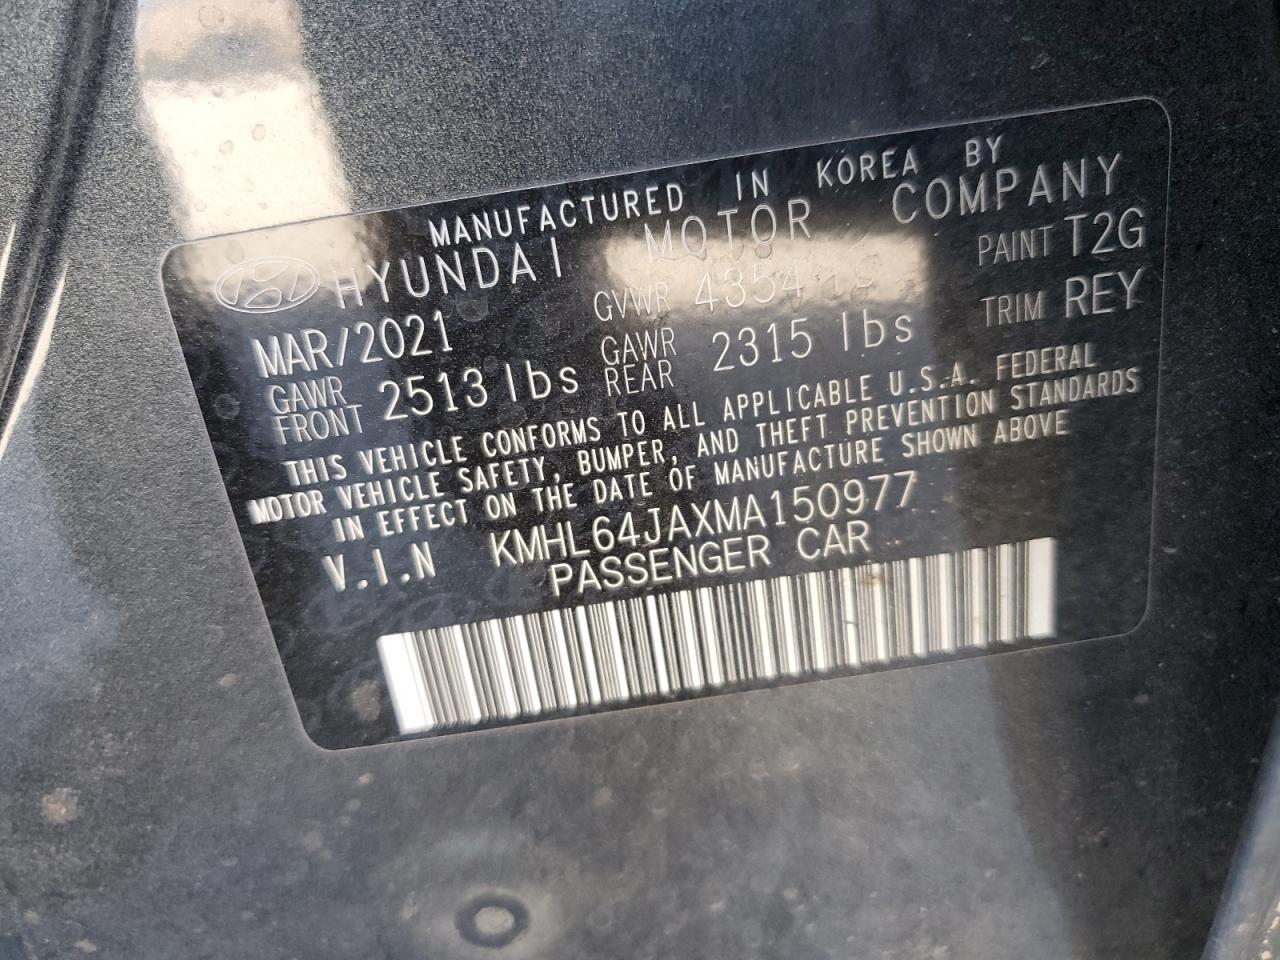 MANUFACTURED IN KOREA BY
HYUNDAI MOTOR COMPANY
MAR/2021 GVWR 4354 PAINT T2G
GAWR FRONT 2513 lbs GAWR REAR 2315 lbs TRIM REY
THIS VEHICLE CONFORMS TO ALL APPLICABLE U.S.A. FEDERAL
MOTOR VEHICLE SAFETY, BUMPER, AND THEFT PREVENTION STANDARDS
IN EFFECT ON THE DATE OF MANUFACTURE SHOWN ABOVE
V.I.N KMHL64JAXMA150977
PASSENGER CAR